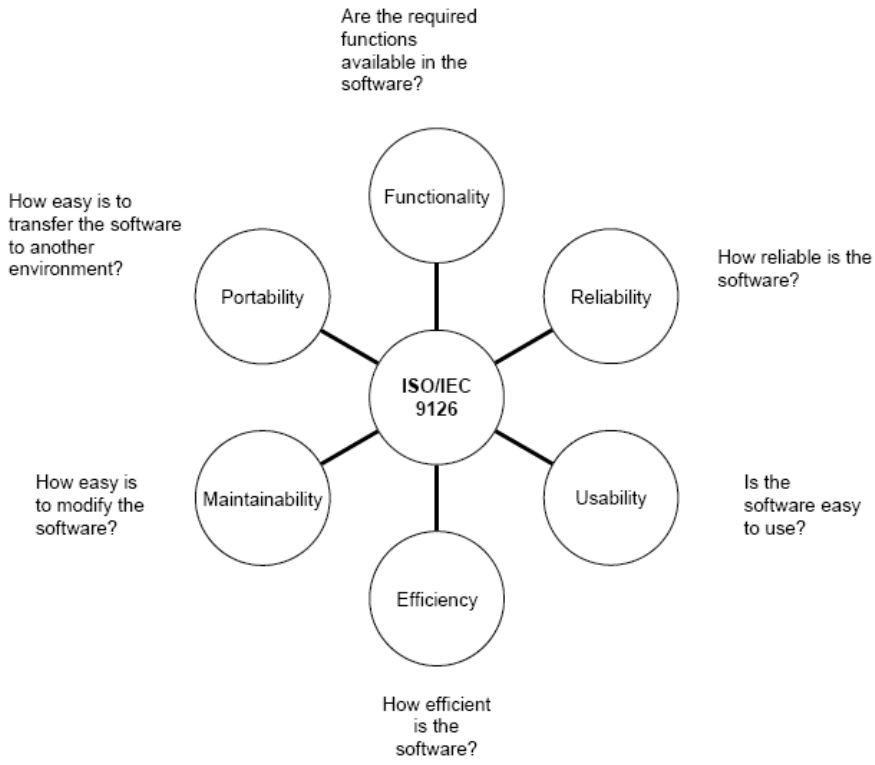 Are the required
functions
available in the
software?
Functionality
How easy is to
transfer the software
to another
environment?
Portability
Reliability
How reliable is the
software?
ISO/IEC
9126
How easy is
to modify the
software?
Maintainability
Usability
Is the
software easy
to use?
Efficiency
How efficient
is the
software?